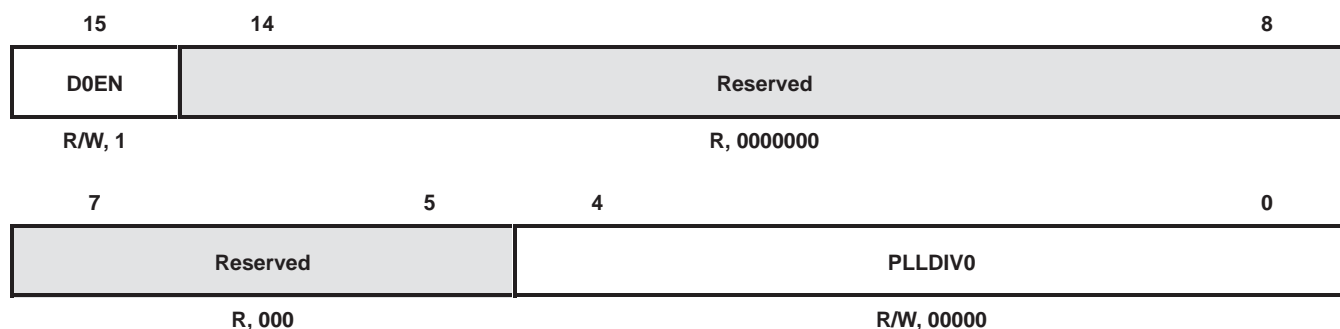 15 14 8
D0EN Reserved
R/W, 1 R, 0000000
7 5 4 0
Reserved PLLDIV0
R, 000 R/W, 00000